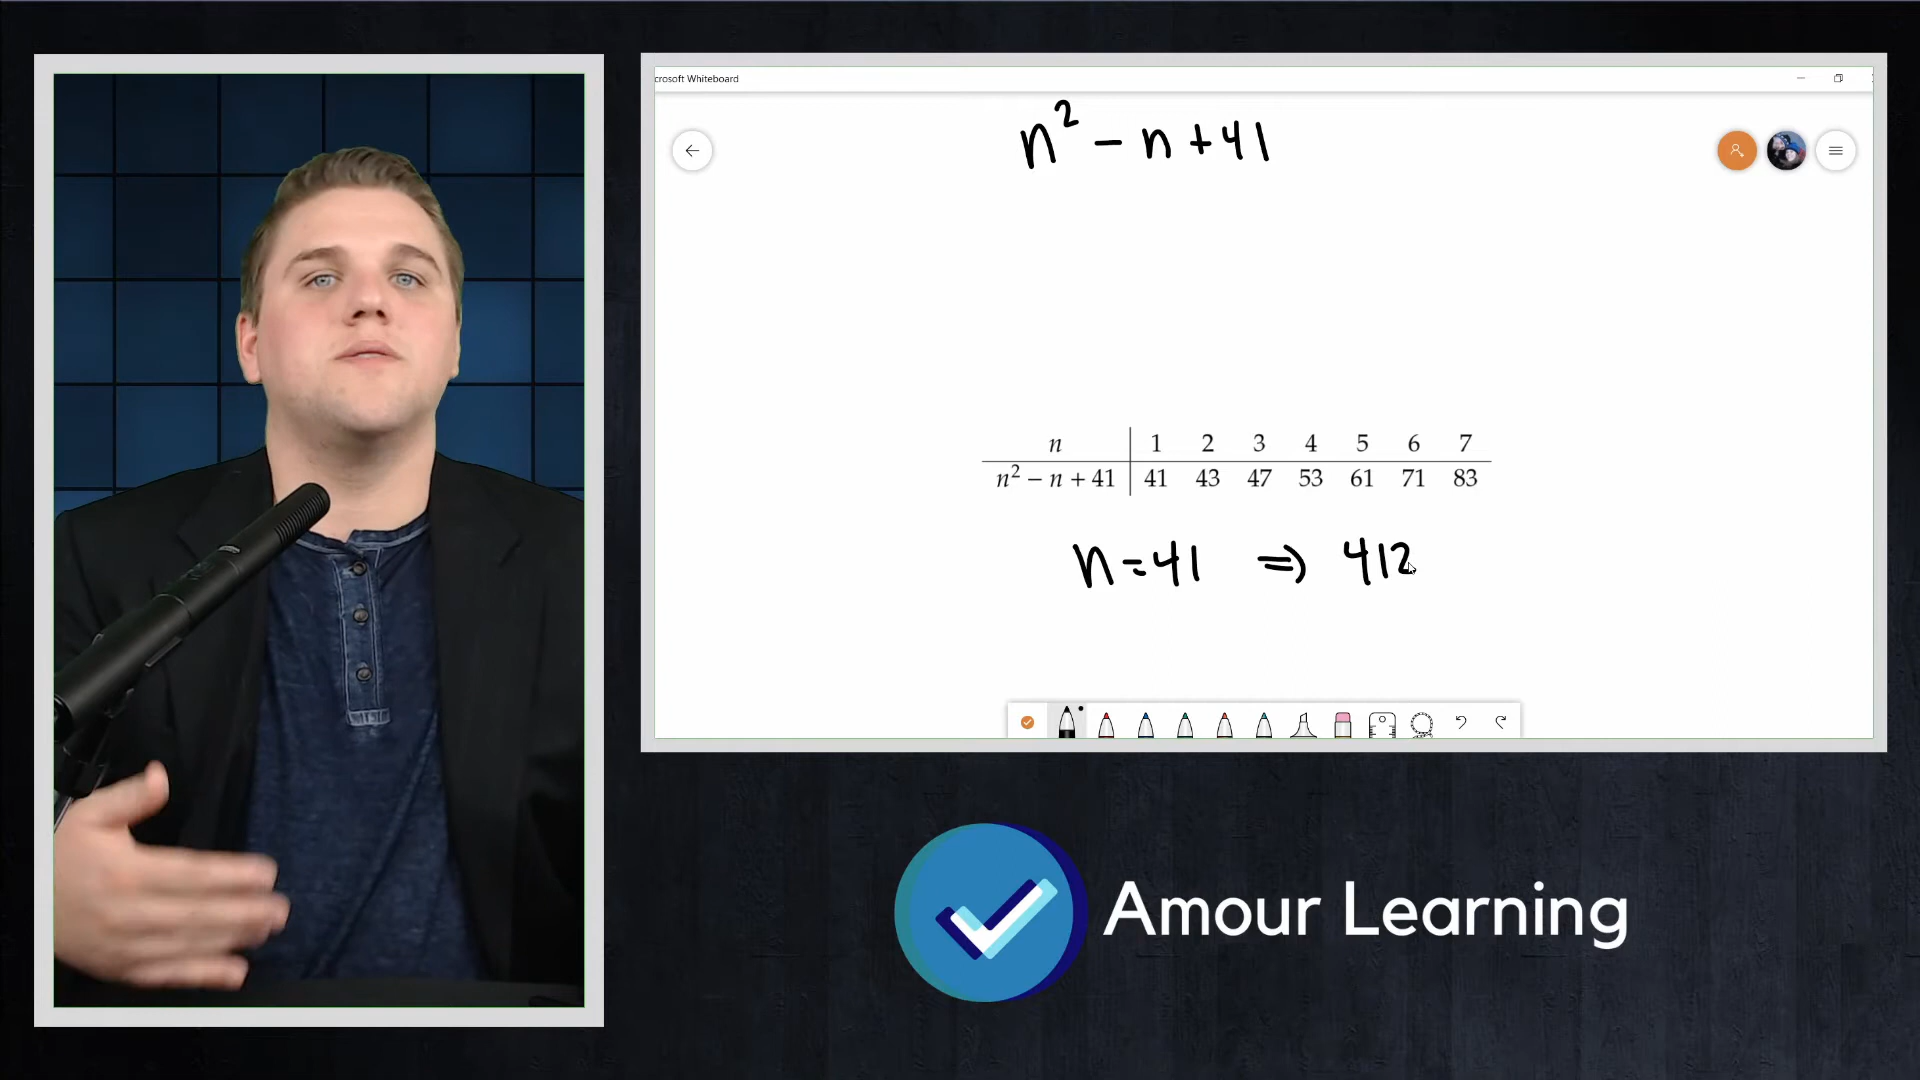 crosoft Whiteboard
n² - n + 41
n 1 2 3 4 5 6 7
n² − n + 41 41 43 47 53 61 71 83
n = 41 ⇒ 412
Amour Learning